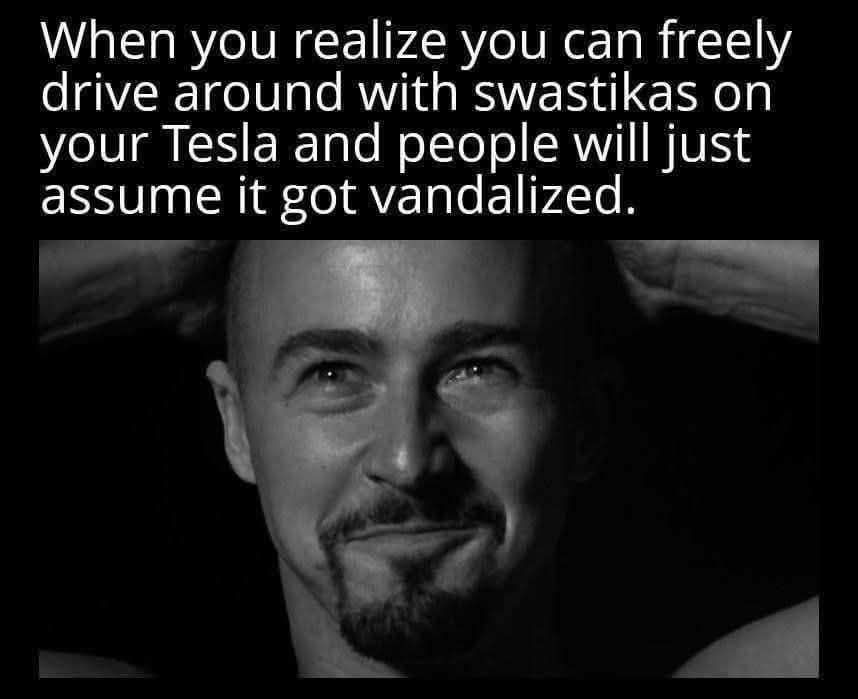 When you realize you can freely
drive around with swastikas on
your Tesla and people will just
assume it got vandalized.